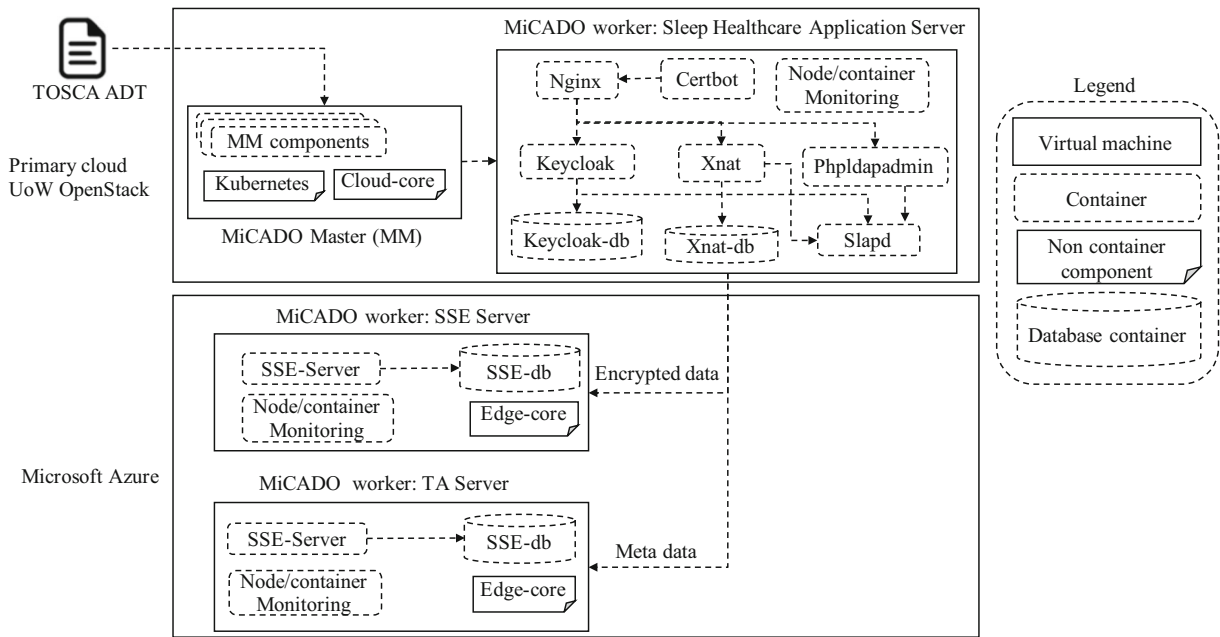 TOSCA ADT
Primary cloud
UoW OpenStack
MM components
Kubernetes
Cloud-core
MiCADO Master (MM)
MiCADO worker: Sleep Healthcare Application Server
Nginx
Certbot
Node/container
Monitoring
Keycloak
Xnat
Phpldapadmin
Keycloak-db
Xnat-db
Slapd
Legend
Virtual machine
Container
Non container
component
Database container
Microsoft Azure
MiCADO worker: SSE Server
SSE-Server
SSE-db
Node/container
Monitoring
Edge-core
Encrypted data
MiCADO worker: TA Server
SSE-Server
SSE-db
Node/container
Monitoring
Edge-core
Meta data